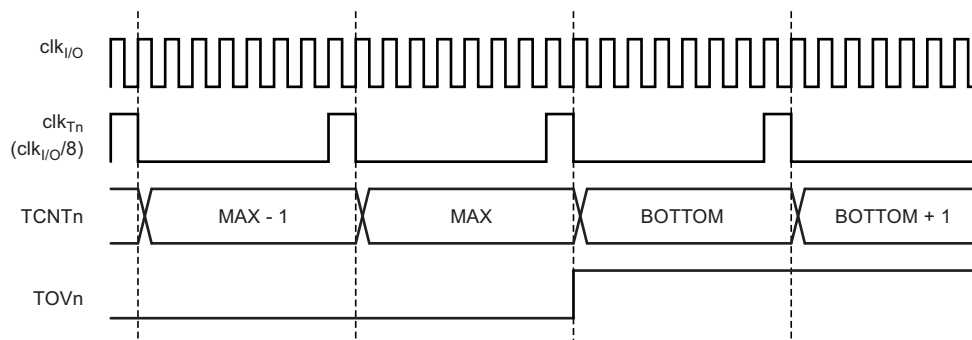 clkI/O
clkTn
(clkI/O/8)
TCNTn MAX - 1 MAX BOTTOM BOTTOM + 1
TOVn